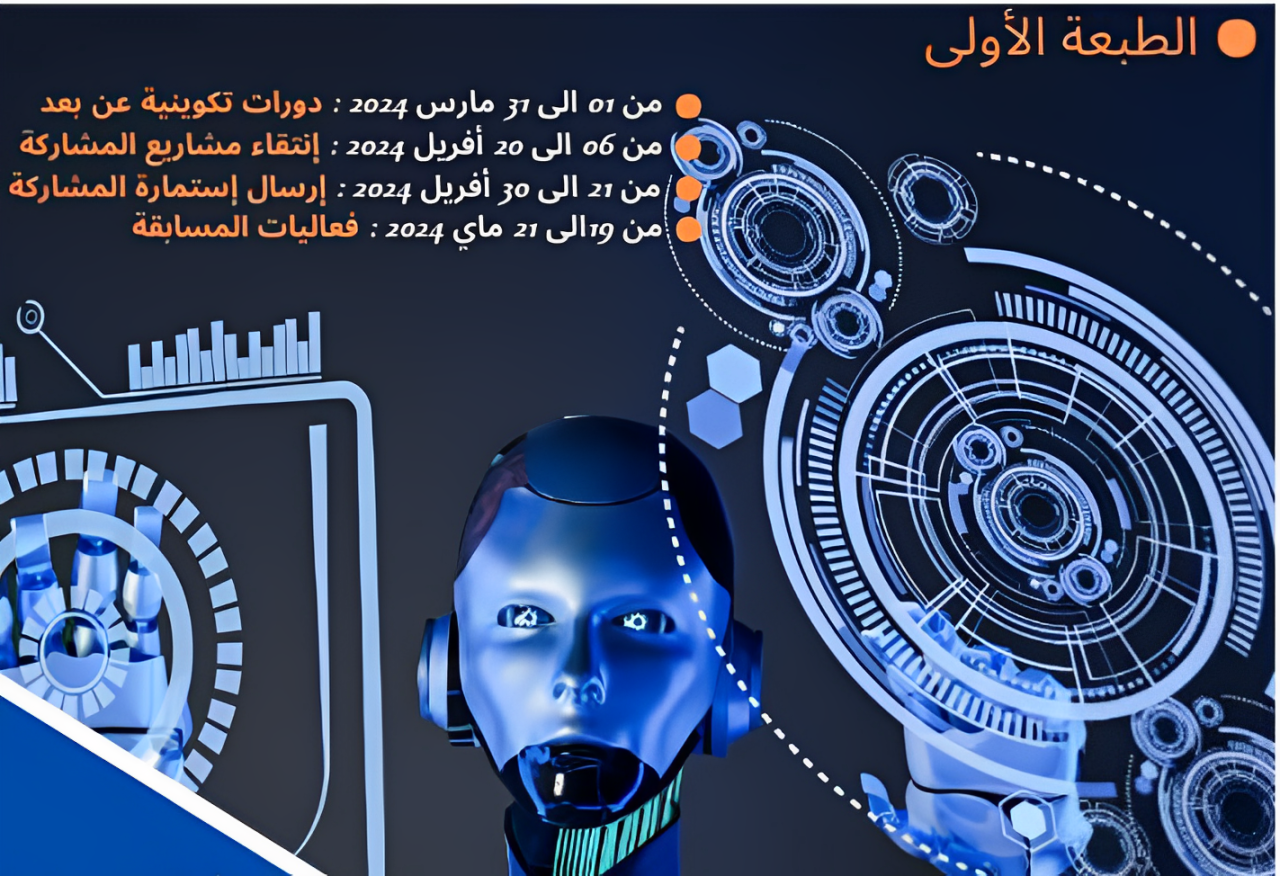 الطبعة الأولى
من 01 الى 31 مارس 2024 : دورات تكوينية عن بعد
من 06 الى 20 أفريل 2024 : إنتقاء مشاريع المشاركة
من 21 الى 30 أفريل 2024 : إرسال إستمارة المشاركة
من 19الى 21 ماي 2024 : فعاليات المسابقة